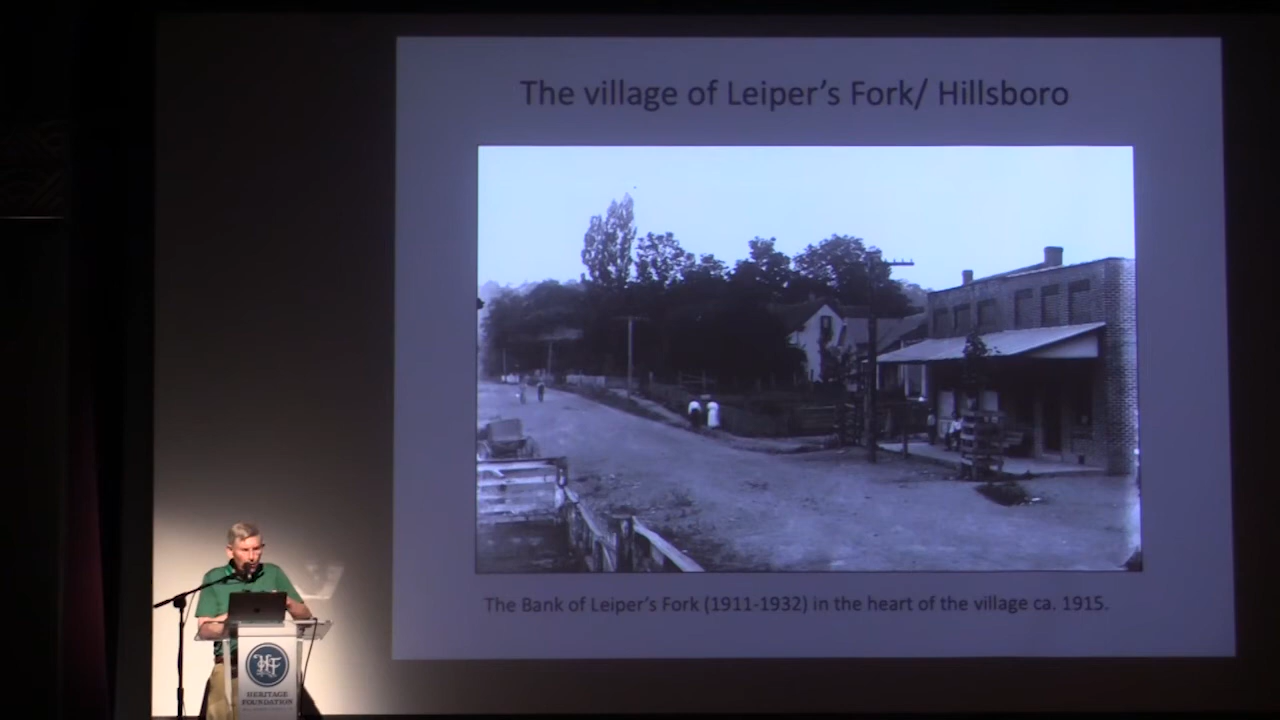 The village of Leiper's Fork/ Hillsboro
The Bank of Leiper's Fork (1911-1932) in the heart of the village ca. 1915.
HF
HERITAGE
FOUNDATION